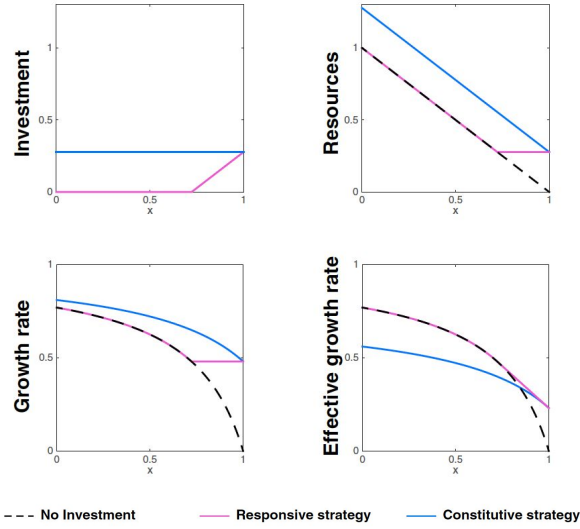 Investment
1
0.5
0
0
0.5
1
x
Resources
1
0.5
0
0
0.5
1
x
Growth rate
1
0.5
0
0
0.5
1
x
Effective growth rate
1
0.5
0
0
0.5
1
x
No Investment
Responsive strategy
Constitutive strategy